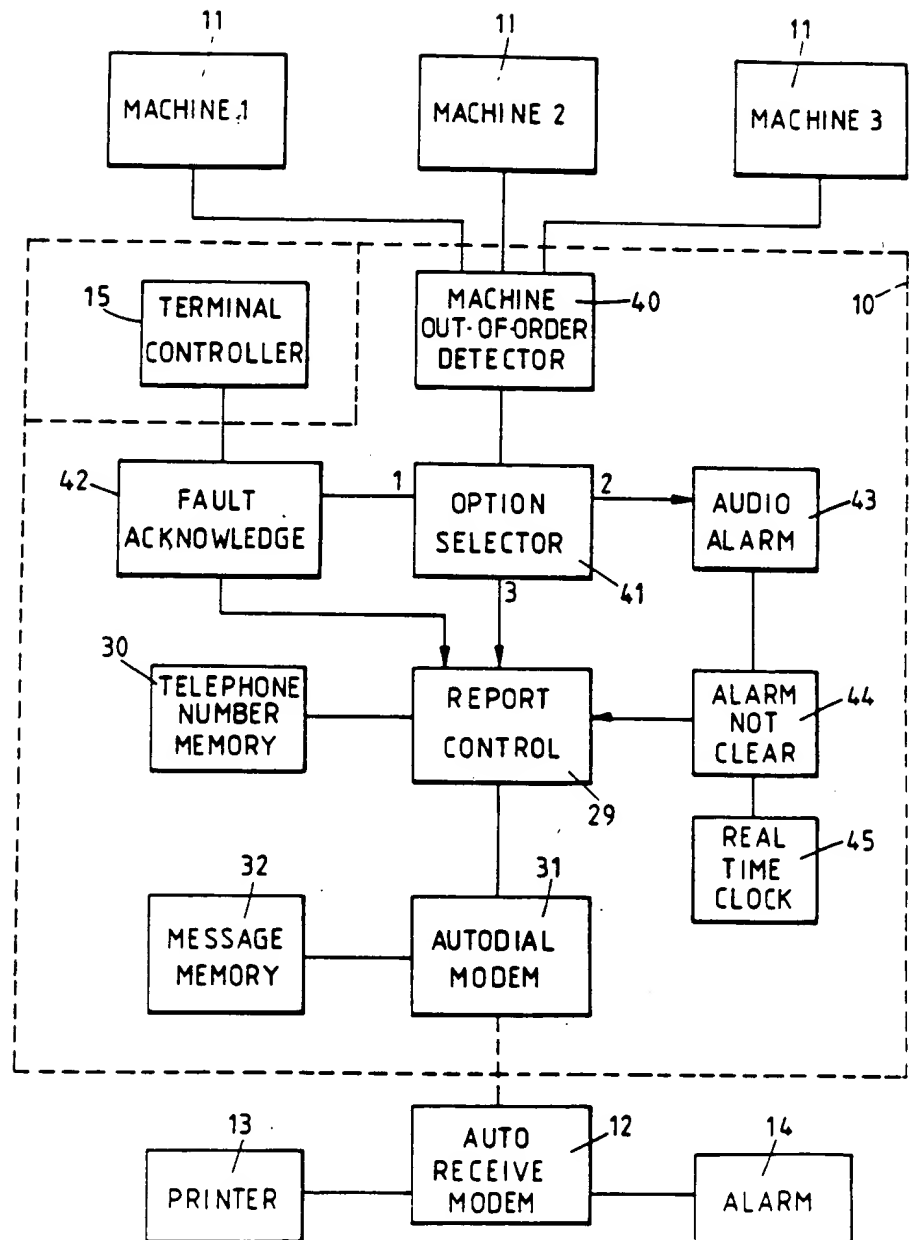 11 11 11
MACHINE 1 MACHINE 2 MACHINE 3
15
TERMINAL
CONTROLLER
MACHINE
OUT-OF-ORDER
DETECTOR
40
10
42
FAULT
ACKNOWLEDGE
1
OPTION
SELECTOR
41
2
3
AUDIO
ALARM
43
30
TELEPHONE
NUMBER
MEMORY
REPORT
CONTROL
29
ALARM
NOT
CLEAR
44
REAL
TIME
CLOCK
45
32
MESSAGE
MEMORY
31
AUTODIAL
MODEM
13
PRINTER
AUTO
RECEIVE
MODEM
12
14
ALARM